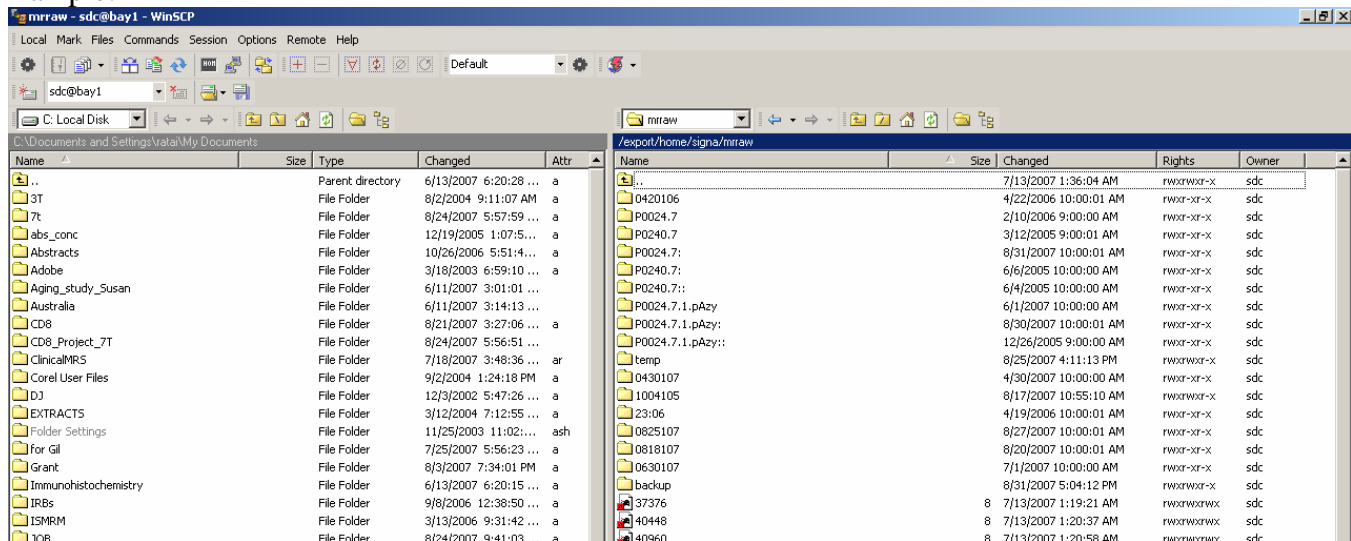 mrraw - sdc@bay1 - WinSCP
Local Mark Files Commands Session Options Remote Help
Default
sdc@bay1
C: Local Disk
mrraw
C:\Documents and Settings\ratai\My Documents
/export/home/signa/mrraw
Name Size Type Changed Attr
Name Size Changed Rights Owner
.. Parent directory 6/13/2007 6:20:28 ... a
.. 7/13/2007 1:36:04 AM rwxrwxr-x sdc
3T File Folder 8/2/2004 9:11:07 AM a
0420106 4/22/2006 10:00:01 AM rwxr-xr-x sdc
7t File Folder 8/24/2007 5:57:59 ... a
P0024.7 2/10/2006 9:00:00 AM rwxr-xr-x sdc
abs_conc File Folder 12/19/2005 1:07:5... a
P0240.7 3/12/2005 9:00:01 AM rwxr-xr-x sdc
Abstracts File Folder 10/26/2006 5:51:4... a
P0024.7: 8/31/2007 10:00:01 AM rwxr-xr-x sdc
Adobe File Folder 3/18/2003 6:59:10 ... a
P0240.7: 6/6/2005 10:00:00 AM rwxr-xr-x sdc
Aging_study_Susan File Folder 6/11/2007 3:01:01 ...
P0240.7:: 6/4/2005 10:00:01 AM rwxr-xr-x sdc
Australia File Folder 6/11/2007 3:14:13 ...
P0024.7.1.pAzy 6/1/2007 10:00:00 AM rwxr-xr-x sdc
CD8 File Folder 8/21/2007 3:27:06 ... a
P0024.7.1.pAzy: 8/30/2007 10:00:01 AM rwxr-xr-x sdc
CD8_Project_7T File Folder 8/24/2007 5:56:51 ...
P0024.7.1.pAzy:: 12/26/2005 9:00:00 AM rwxr-xr-x sdc
ClinicalMRS File Folder 7/18/2007 3:48:36 ... ar
temp 8/25/2007 4:11:13 PM rwxrwxr-x sdc
Corel User Files File Folder 9/2/2004 1:24:18 PM a
0430107 4/30/2007 10:00:00 AM rwxr-xr-x sdc
DJ File Folder 12/3/2002 5:47:26 ... a
1004105 8/17/2007 10:55:10 AM rwxrwxr-x sdc
EXTRACTS File Folder 3/12/2004 7:12:55 ... a
23:06 4/19/2006 10:00:01 AM rwxr-xr-x sdc
Folder Settings File Folder 11/25/2003 11:02:... ash
0825107 8/27/2007 10:00:01 AM rwxr-xr-x sdc
for Gil File Folder 7/25/2007 5:56:23 ... a
0818107 8/20/2007 10:00:01 AM rwxr-xr-x sdc
Grant File Folder 8/3/2007 7:34:01 PM a
0630107 7/1/2007 10:00:00 AM rwxr-xr-x sdc
Immunohistochemistry File Folder 6/13/2007 6:20:15 ... a
backup 8/31/2007 5:04:12 PM rwxrwxr-x sdc
IRBs File Folder 9/8/2006 12:38:50 ... a
37376 8 7/13/2007 1:19:21 AM rwxrwxrwx sdc
ISMRM File Folder 3/13/2006 9:31:42 ... a
40448 8 7/13/2007 1:20:37 AM rwxrwxrwx sdc
JOB File Folder 8/24/2007 9:41:03 ... a
40960 8 7/13/2007 1:20:58 AM rwxrwxrwx sdc